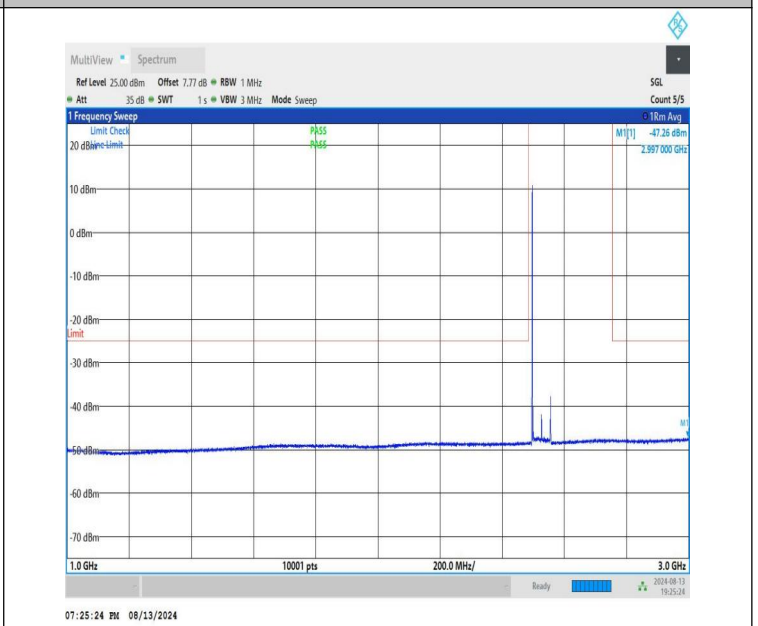 MultiView Spectrum
Ref Level 25.00 dBm Offset 7.77 dB RBW 1 MHz SGL
Att 35 dB SWT 1 s VBW 3 MHz Mode Sweep Count 5/5
1 Frequency Sweep 1Rm Avg
Limit Check PASS M1[1] -47.26 dBm
20 dBm Line Limit PASS 2.997 000 GHz
10 dBm
0 dBm
-10 dBm
-20 dBm
Limit
-30 dBm
-40 dBm
M1
-50 dBm
-60 dBm
-70 dBm
1.0 GHz 10001 pts 200.0 MHz/ 3.0 GHz
Ready 2024-08-13
19:25:24
07:25:24 PM 08/13/2024